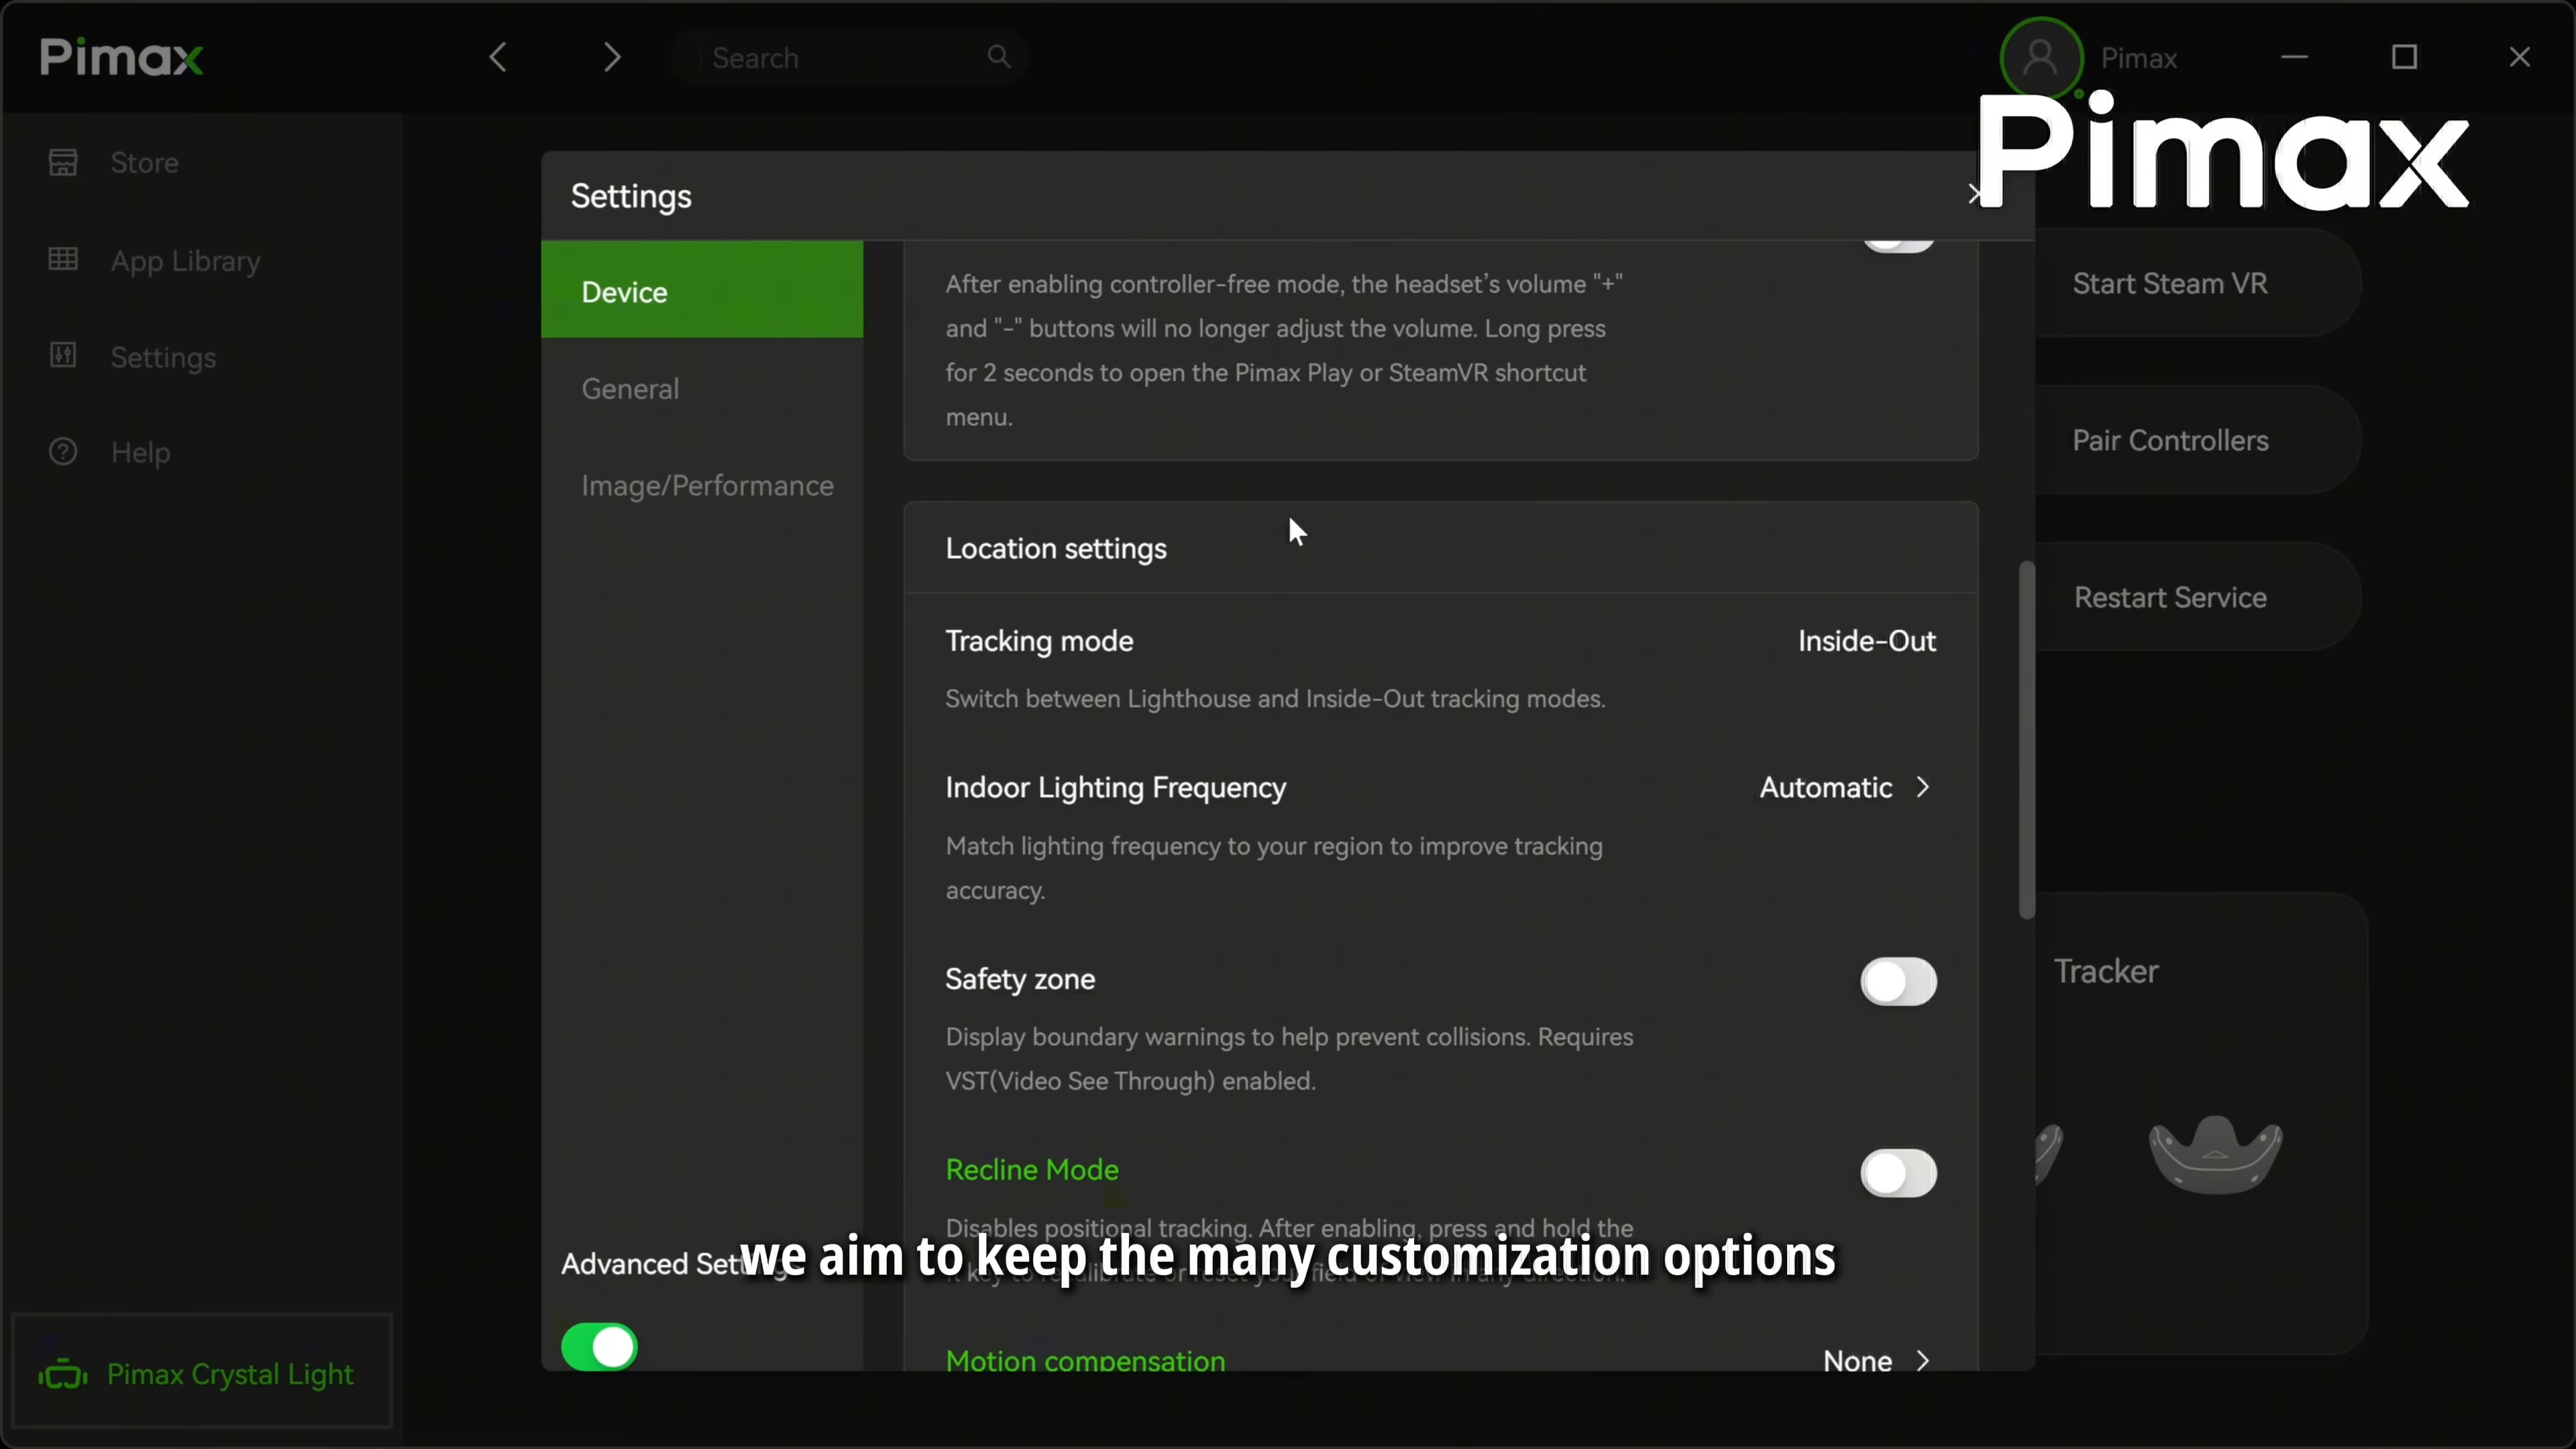 Pimax
Search
Pimax
Pimax
Store
App Library
Settings
Help
Pimax Crystal Light
Settings
Device
General
Image/Performance
Advanced
After enabling controller-free mode, the headset's volume "+"
and "-" buttons will no longer adjust the volume. Long press
for 2 seconds to open the Pimax Play or SteamVR shortcut
menu.
Location settings
Tracking mode
Inside-Out
Switch between Lighthouse and Inside-Out tracking modes.
Indoor Lighting Frequency
Automatic
Match lighting frequency to your region to improve tracking
accuracy.
Safety zone
Display boundary warnings to help prevent collisions. Requires
VST(Video See Through) enabled.
Recline Mode
Disables positional tracking. After enabling, press and hold the
we aim to keep the many customization options
Motion compensation
None
Start Steam VR
Pair Controllers
Restart Service
Tracker